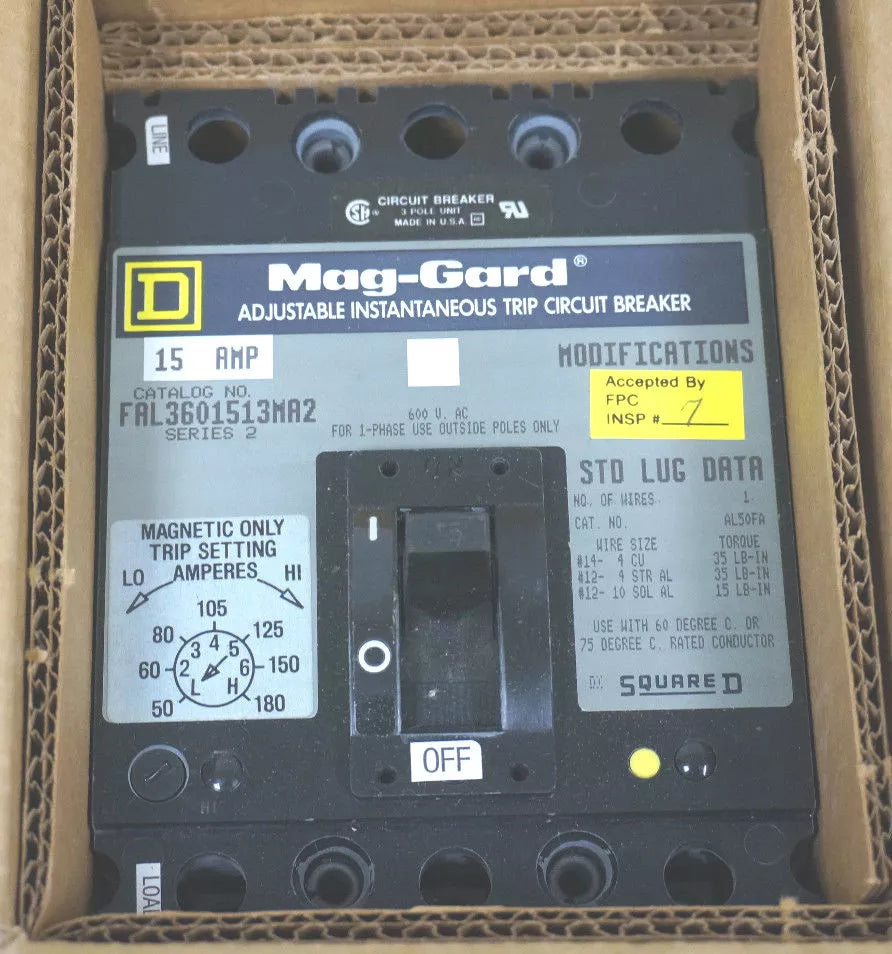 LINE
CIRCUIT BREAKER
3 POLE UNIT
MADE IN U.S.A.
D
Mag-Gard®
ADJUSTABLE INSTANTANEOUS TRIP CIRCUIT BREAKER
15 AMP
CATALOG NO.
FAL3601513MA2
SERIES 2
600 V. AC
FOR 1-PHASE USE OUTSIDE POLES ONLY
MODIFICATIONS
Accepted By
FPC
INSP # 7
STD LUG DATA
NO. OF WIRES 1
CAT. NO. AL50FA
WIRE SIZE TORQUE
#14- 4 CU 35 LB-IN
#12- 4 STR AL 35 LB-IN
#12- 10 SOL AL 15 LB-IN
USE WITH 60 DEGREE C. OR
75 DEGREE C. RATED CONDUCTOR
SQUARE D
MAGNETIC ONLY
TRIP SETTING
LO AMPERES HI
105
80 125
3 4 5
60 2 6 150
L H
50 180
I
O
OFF
HI
LOAD